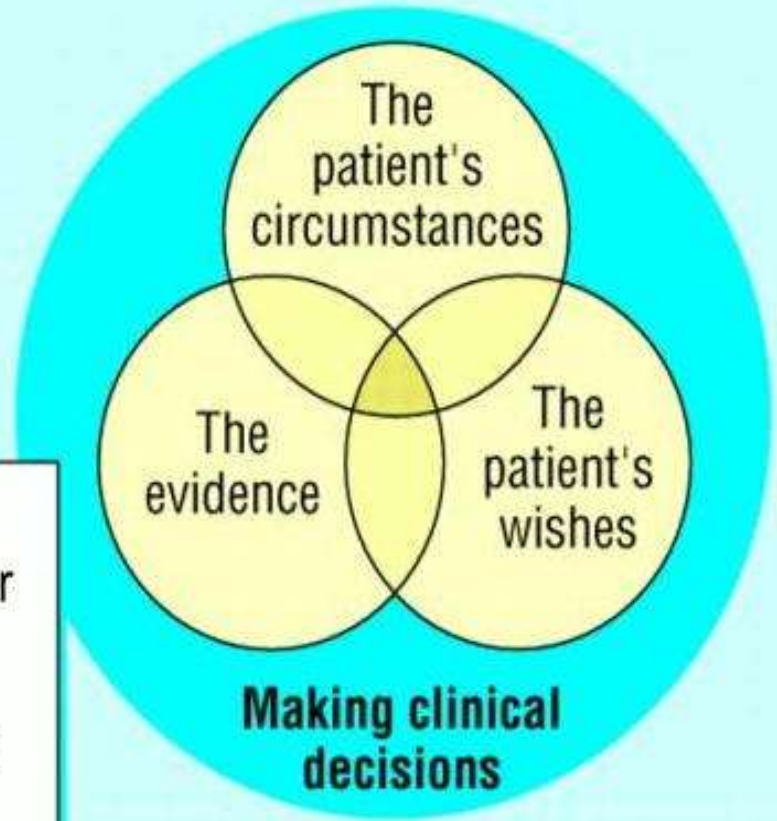 The
patient's
circumstances
The
evidence
The
patient's
wishes
r
Making clinical
decisions